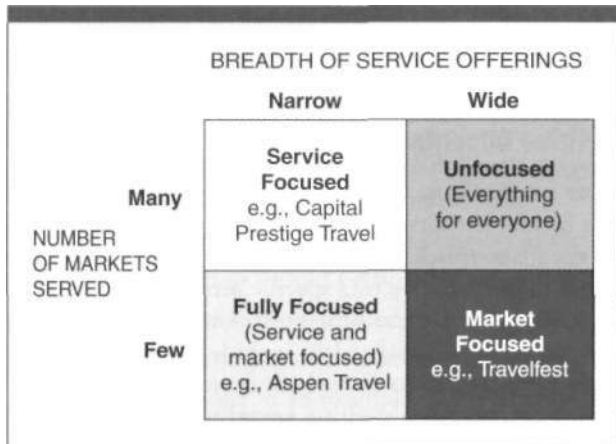 BREADTH OF SERVICE OFFERINGS
Narrow
Wide
Many
NUMBER
OF MARKETS
SERVED
Few
Service
Focused
e.g., Capital
Prestige Travel
Unfocused
(Everything
for everyone)
Fully Focused
(Service and
market focused)
e.g., Aspen Travel
Market
Focused
e.g., Travelfest